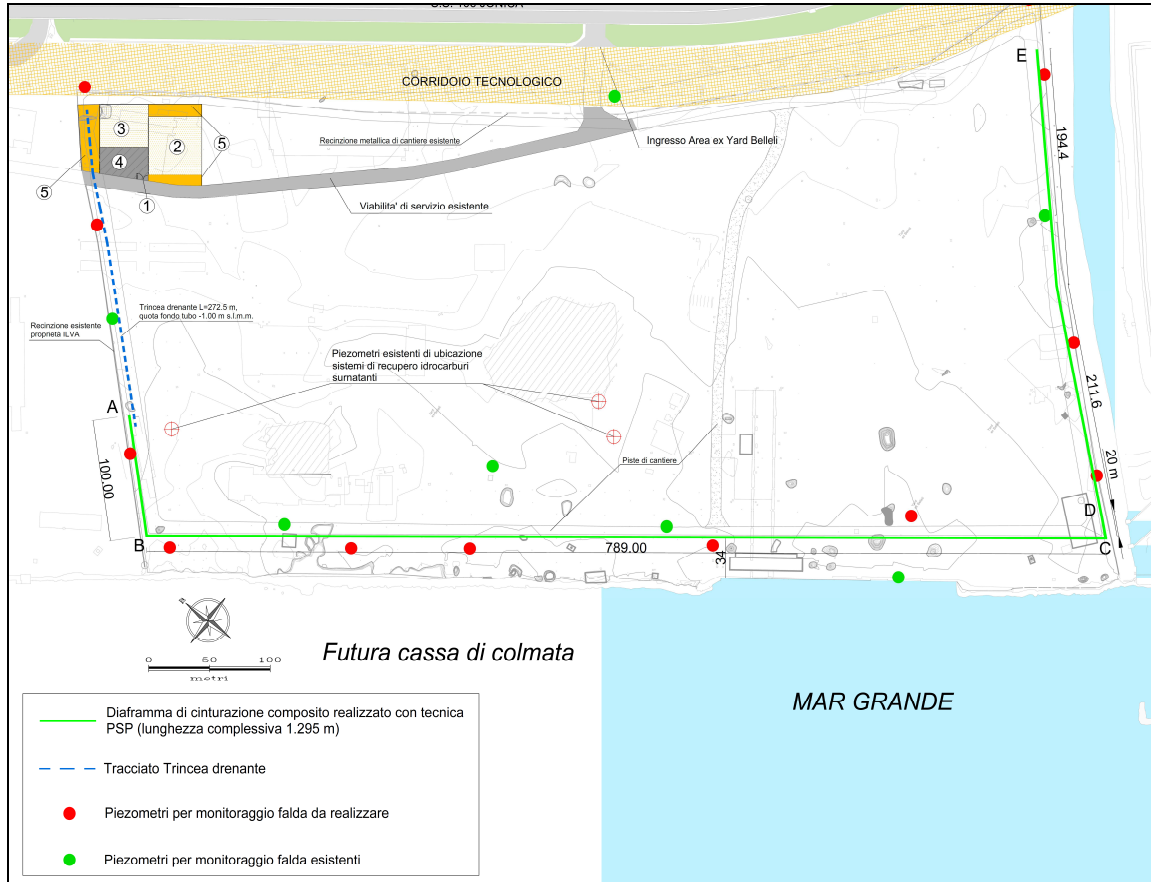 S.S. 106 JONICA
E
CORRIDOIO TECNOLOGICO
3
2
5
4
Recinzione metallica di cantiere esistente
Ingresso Area ex Yard Belleli
194.4
5
1
Viabilita' di servizio esistente
Trincea drenante L=272.5 m,
quota fondo tubo -1.00 m s.l.m.m.
Recinzione esistente
proprieta ILVA
Piezometri esistenti di ubicazione
sistemi di recupero idrocarburi
surnatanti
A
211.6
100.00
Piste di cantiere
20 m
D
B
789.00
34
C
0 50 100
metri
Futura cassa di colmata
MAR GRANDE
Diaframma di cinturazione composito realizzato con tecnica
PSP (lunghezza complessiva 1.295 m)
Tracciato Trincea drenante
Piezometri per monitoraggio falda da realizzare
Piezometri per monitoraggio falda esistenti